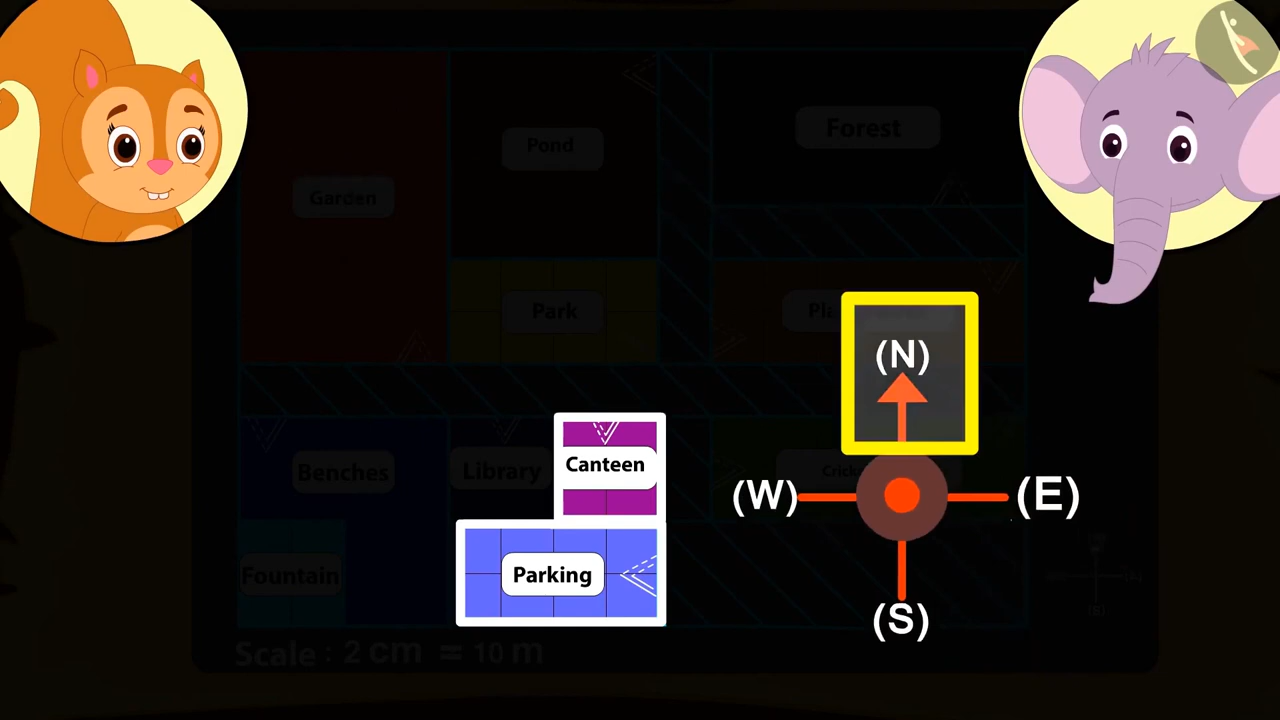 Pond
Forest
Garden
Park
(N)
Canteen
Benches
Library
(W)
(E)
Parking
Fountain
(S)
Scale : 2 cm = 10 m